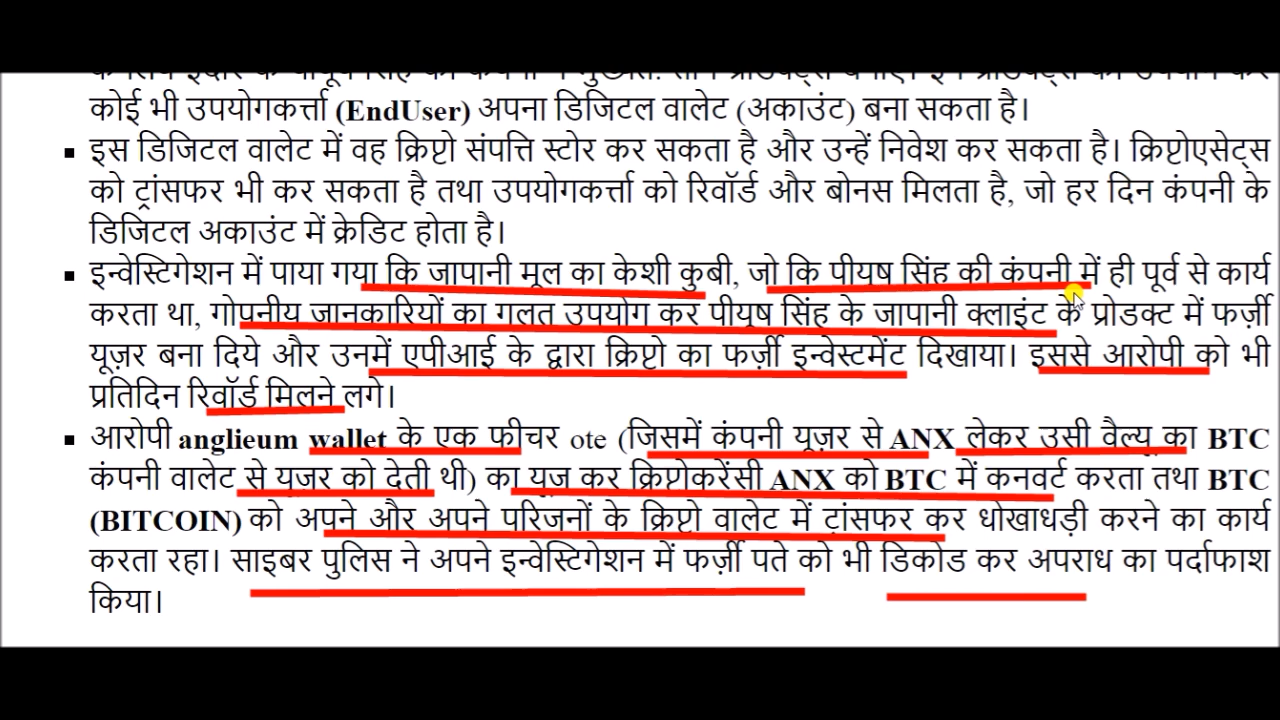 कोई भी उपयोगकर्त्ता (EndUser) अपना डिजिटल वालेट (अकाउंट) बना सकता है।
▪ इस डिजिटल वालेट में वह क्रिप्टो संपत्ति स्टोर कर सकता है और उन्हें निवेश कर सकता है। क्रिप्टोएसेट्स
को ट्रांसफर भी कर सकता है तथा उपयोगकर्त्ता को रिवॉर्ड और बोनस मिलता है, जो हर दिन कंपनी के
डिजिटल अकाउंट में क्रेडिट होता है।
▪ इन्वेस्टिगेशन में पाया गया कि जापानी मूल का केशी कुबी, जो कि पीयूष सिंह की कंपनी में ही पूर्व से कार्य
करता था, गोपनीय जानकारियों का गलत उपयोग कर पीयूष सिंह के जापानी क्लाइंट के प्रोडक्ट में फर्ज़ी
यूज़र बना दिये और उनमें एपीआई के द्वारा क्रिप्टो का फर्ज़ी इन्वेस्टमेंट दिखाया। इससे आरोपी को भी
प्रतिदिन रिवॉर्ड मिलने लगे।
▪ आरोपी anglieum wallet के एक फीचर ote (जिसमें कंपनी यूज़र से ANX लेकर उसी वैल्यू का BTC
कंपनी वालेट से यूज़र को देती थी) का यूज़ कर क्रिप्टोकरेंसी ANX को BTC में कनवर्ट करता तथा BTC
(BITCOIN) को अपने और अपने परिजनों के क्रिप्टो वालेट में ट्रांसफर कर धोखाधड़ी करने का कार्य
करता रहा। साइबर पुलिस ने अपने इन्वेस्टिगेशन में फर्ज़ी पते को भी डिकोड कर अपराध का पर्दाफाश
किया।